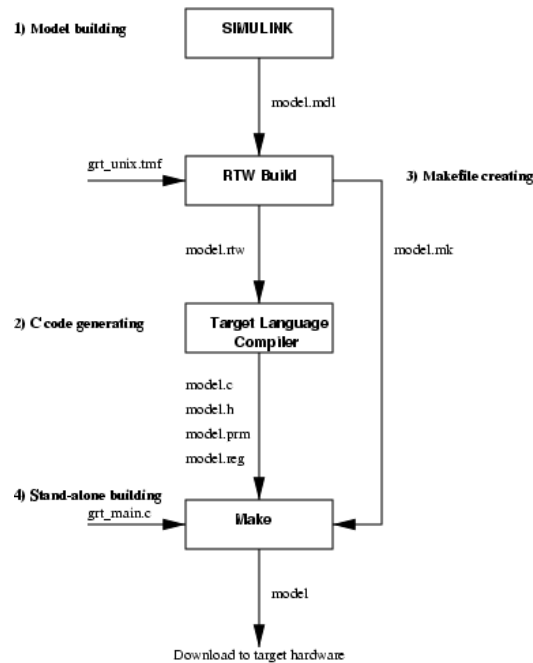 1) Model building
SIMULINK
model.mdl
grt_unix.tmf
RTW Build
3) Makefile creating
model.rtw
model.mk
2) C code generating
Target Language
Compiler
model.c
model.h
model.prm
model.reg
4) Stand-alone building
grt_main.c
Make
model
Download to target hardware